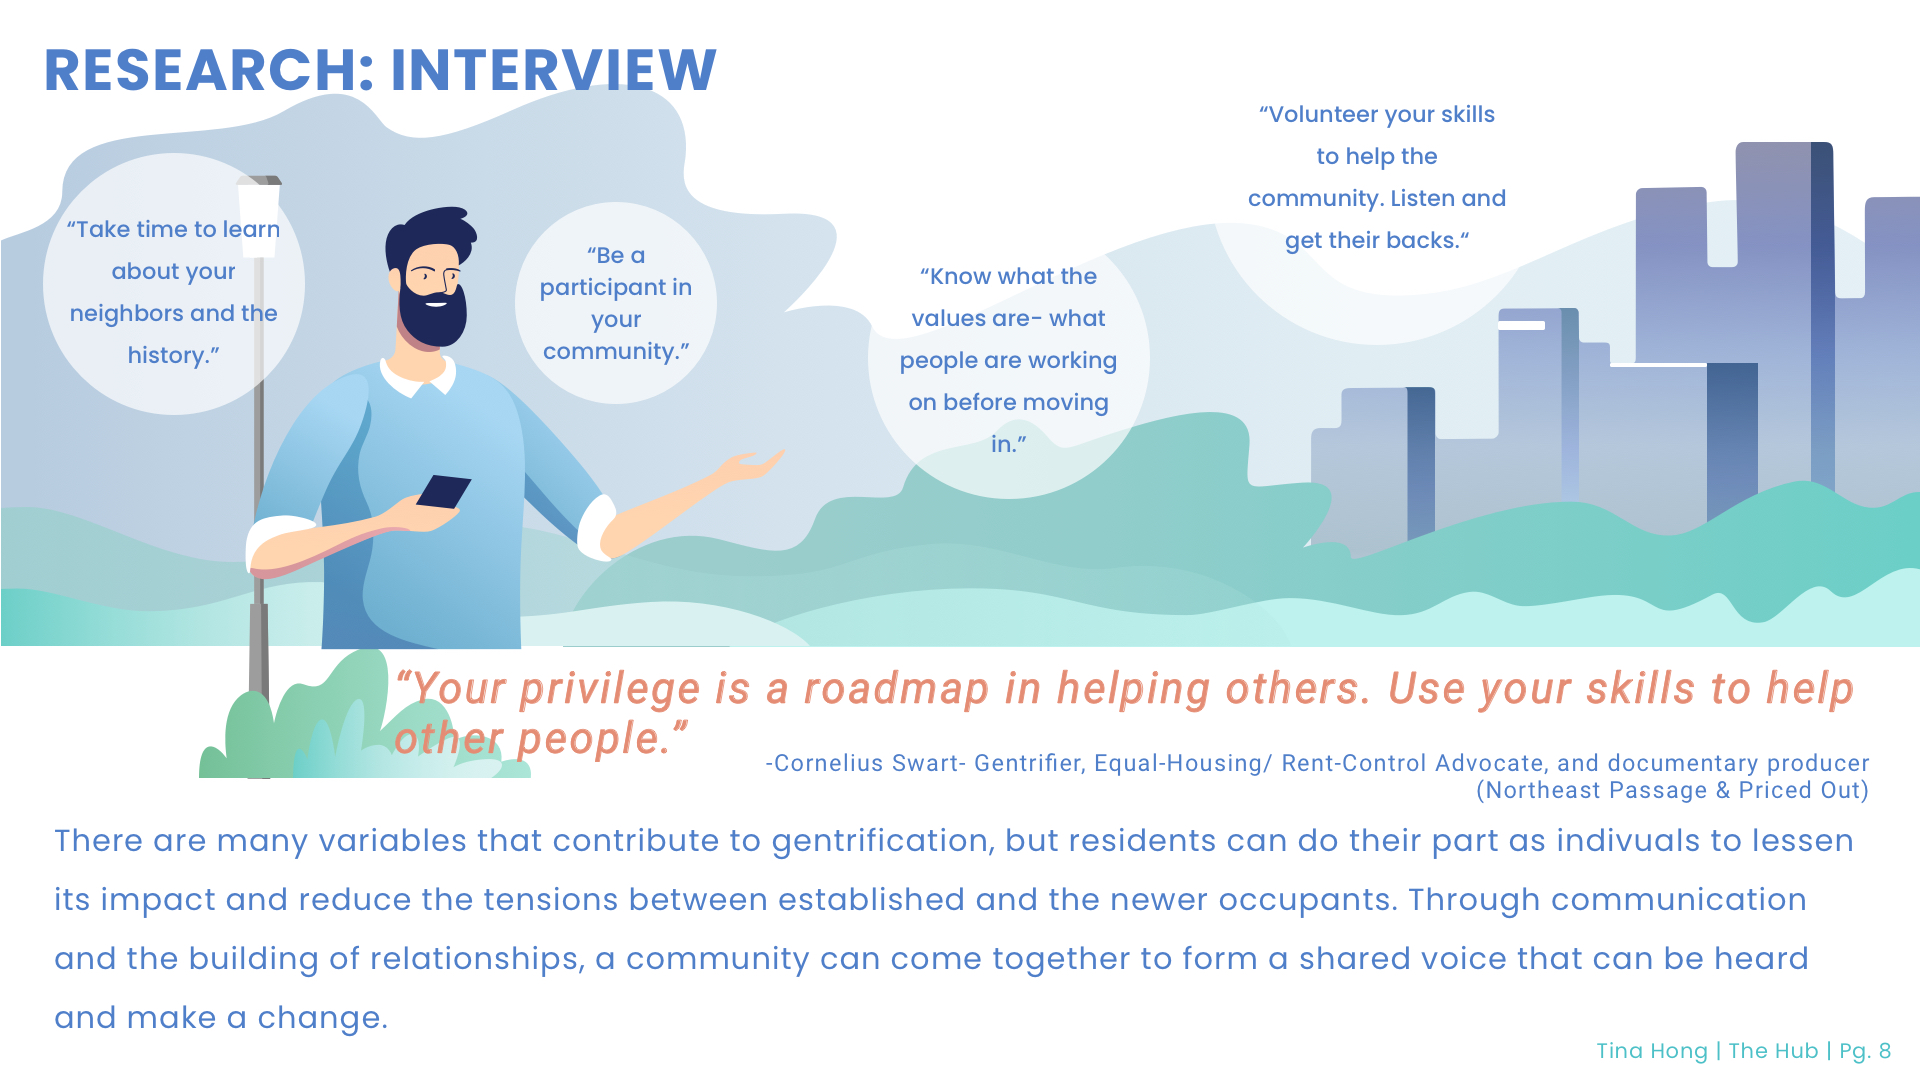 RESEARCH: INTERVIEW
“Take time to learn
about your
neighbors and the
history.”
“Be a
participant in
your
community.”
“Know what the
values are- what
people are working
on before moving
in.”
“Volunteer your skills
to help the
community. Listen and
get their backs.“
“Your privilege is a roadmap in helping others. Use your skills to help
other people.”
-Cornelius Swart- Gentrifier, Equal-Housing/ Rent-Control Advocate, and documentary producer
(Northeast Passage & Priced Out)
There are many variables that contribute to gentrification, but residents can do their part as indivuals to lessen
its impact and reduce the tensions between established and the newer occupants. Through communication
and the building of relationships, a community can come together to form a shared voice that can be heard
and make a change.
Tina Hong | The Hub | Pg. 8